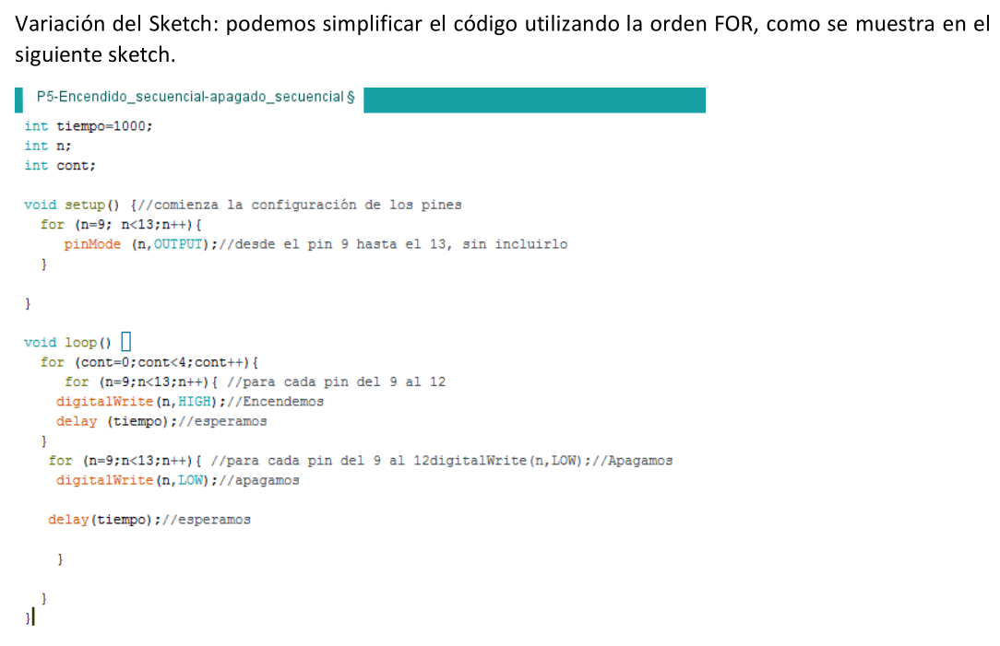 Variación del Sketch: podemos simplificar el código utilizando la orden FOR, como se muestra en el
siguiente sketch.
P5-Encendido_secuencial-apagado_secuencial §
int tiempo=1000;
int n;
int cont;
void setup() {//comienza la configuración de los pines
for (n=9; n<13;n++){
pinMode (n,OUTPUT);//desde el pin 9 hasta el 13, sin incluirlo
}
}
void loop() 
for (cont=0;cont<4;cont++){
for (n=9;n<13;n++){ //para cada pin del 9 al 12
digitalWrite(n,HIGH);//Encendemos
delay (tiempo);//esperamos
}
for (n=9;n<13;n++){ //para cada pin del 9 al 12digitalWrite(n,LOW);//Apagamos
digitalWrite(n,LOW);//apagamos
delay(tiempo);//esperamos
}
}
}